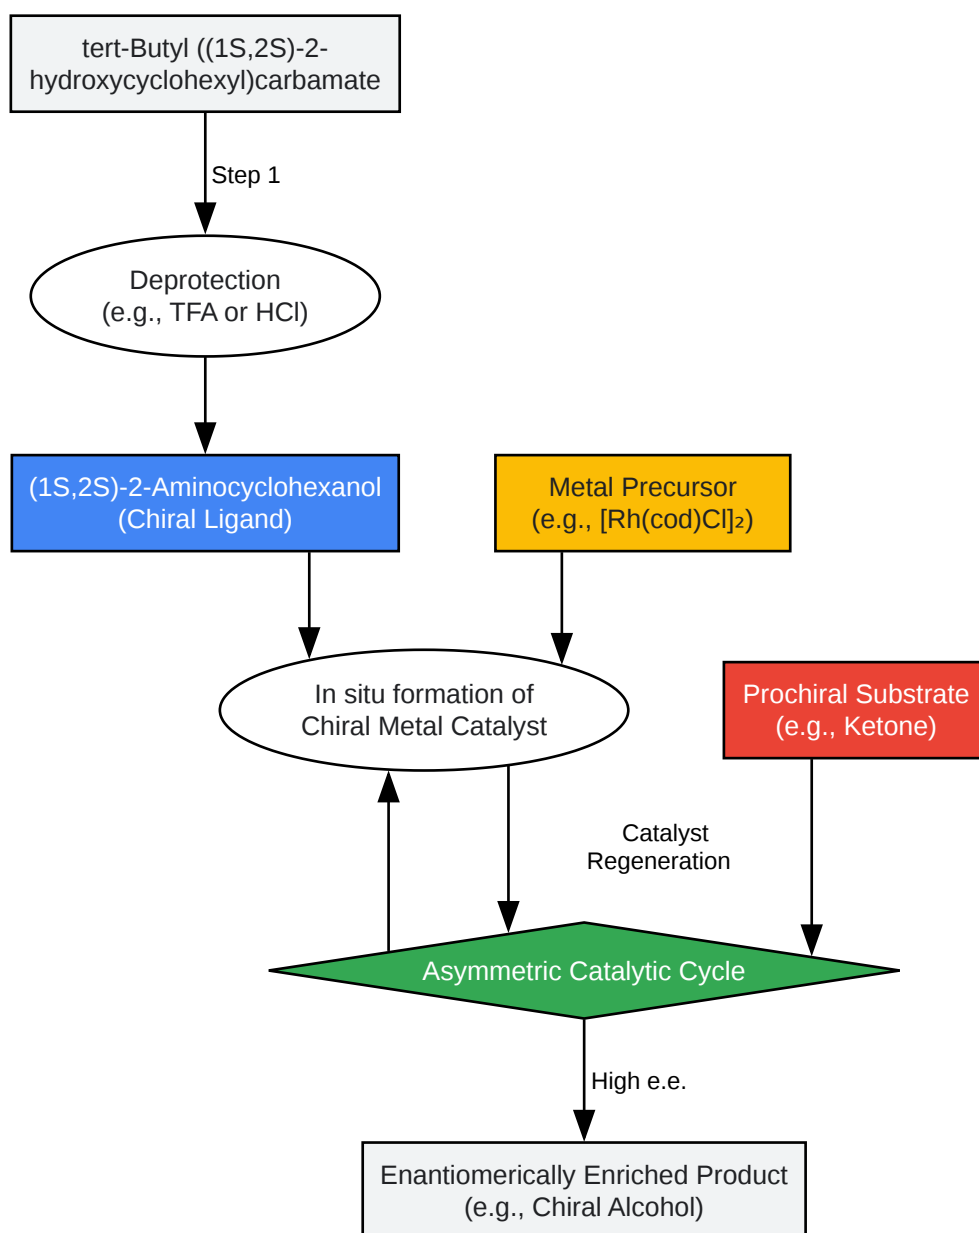 tert-Butyl ((1S,2S)-2-
hydroxycyclohexyl)carbamate
Step 1
Deprotection
(e.g., TFA or HCl)
(1S,2S)-2-Aminocyclohexanol
(Chiral Ligand)
Metal Precursor
(e.g., [Rh(cod)Cl]₂)
In situ formation of
Chiral Metal Catalyst
Prochiral Substrate
(e.g., Ketone)
Catalyst
Regeneration
Asymmetric Catalytic Cycle
High e.e.
Enantiomerically Enriched Product
(e.g., Chiral Alcohol)